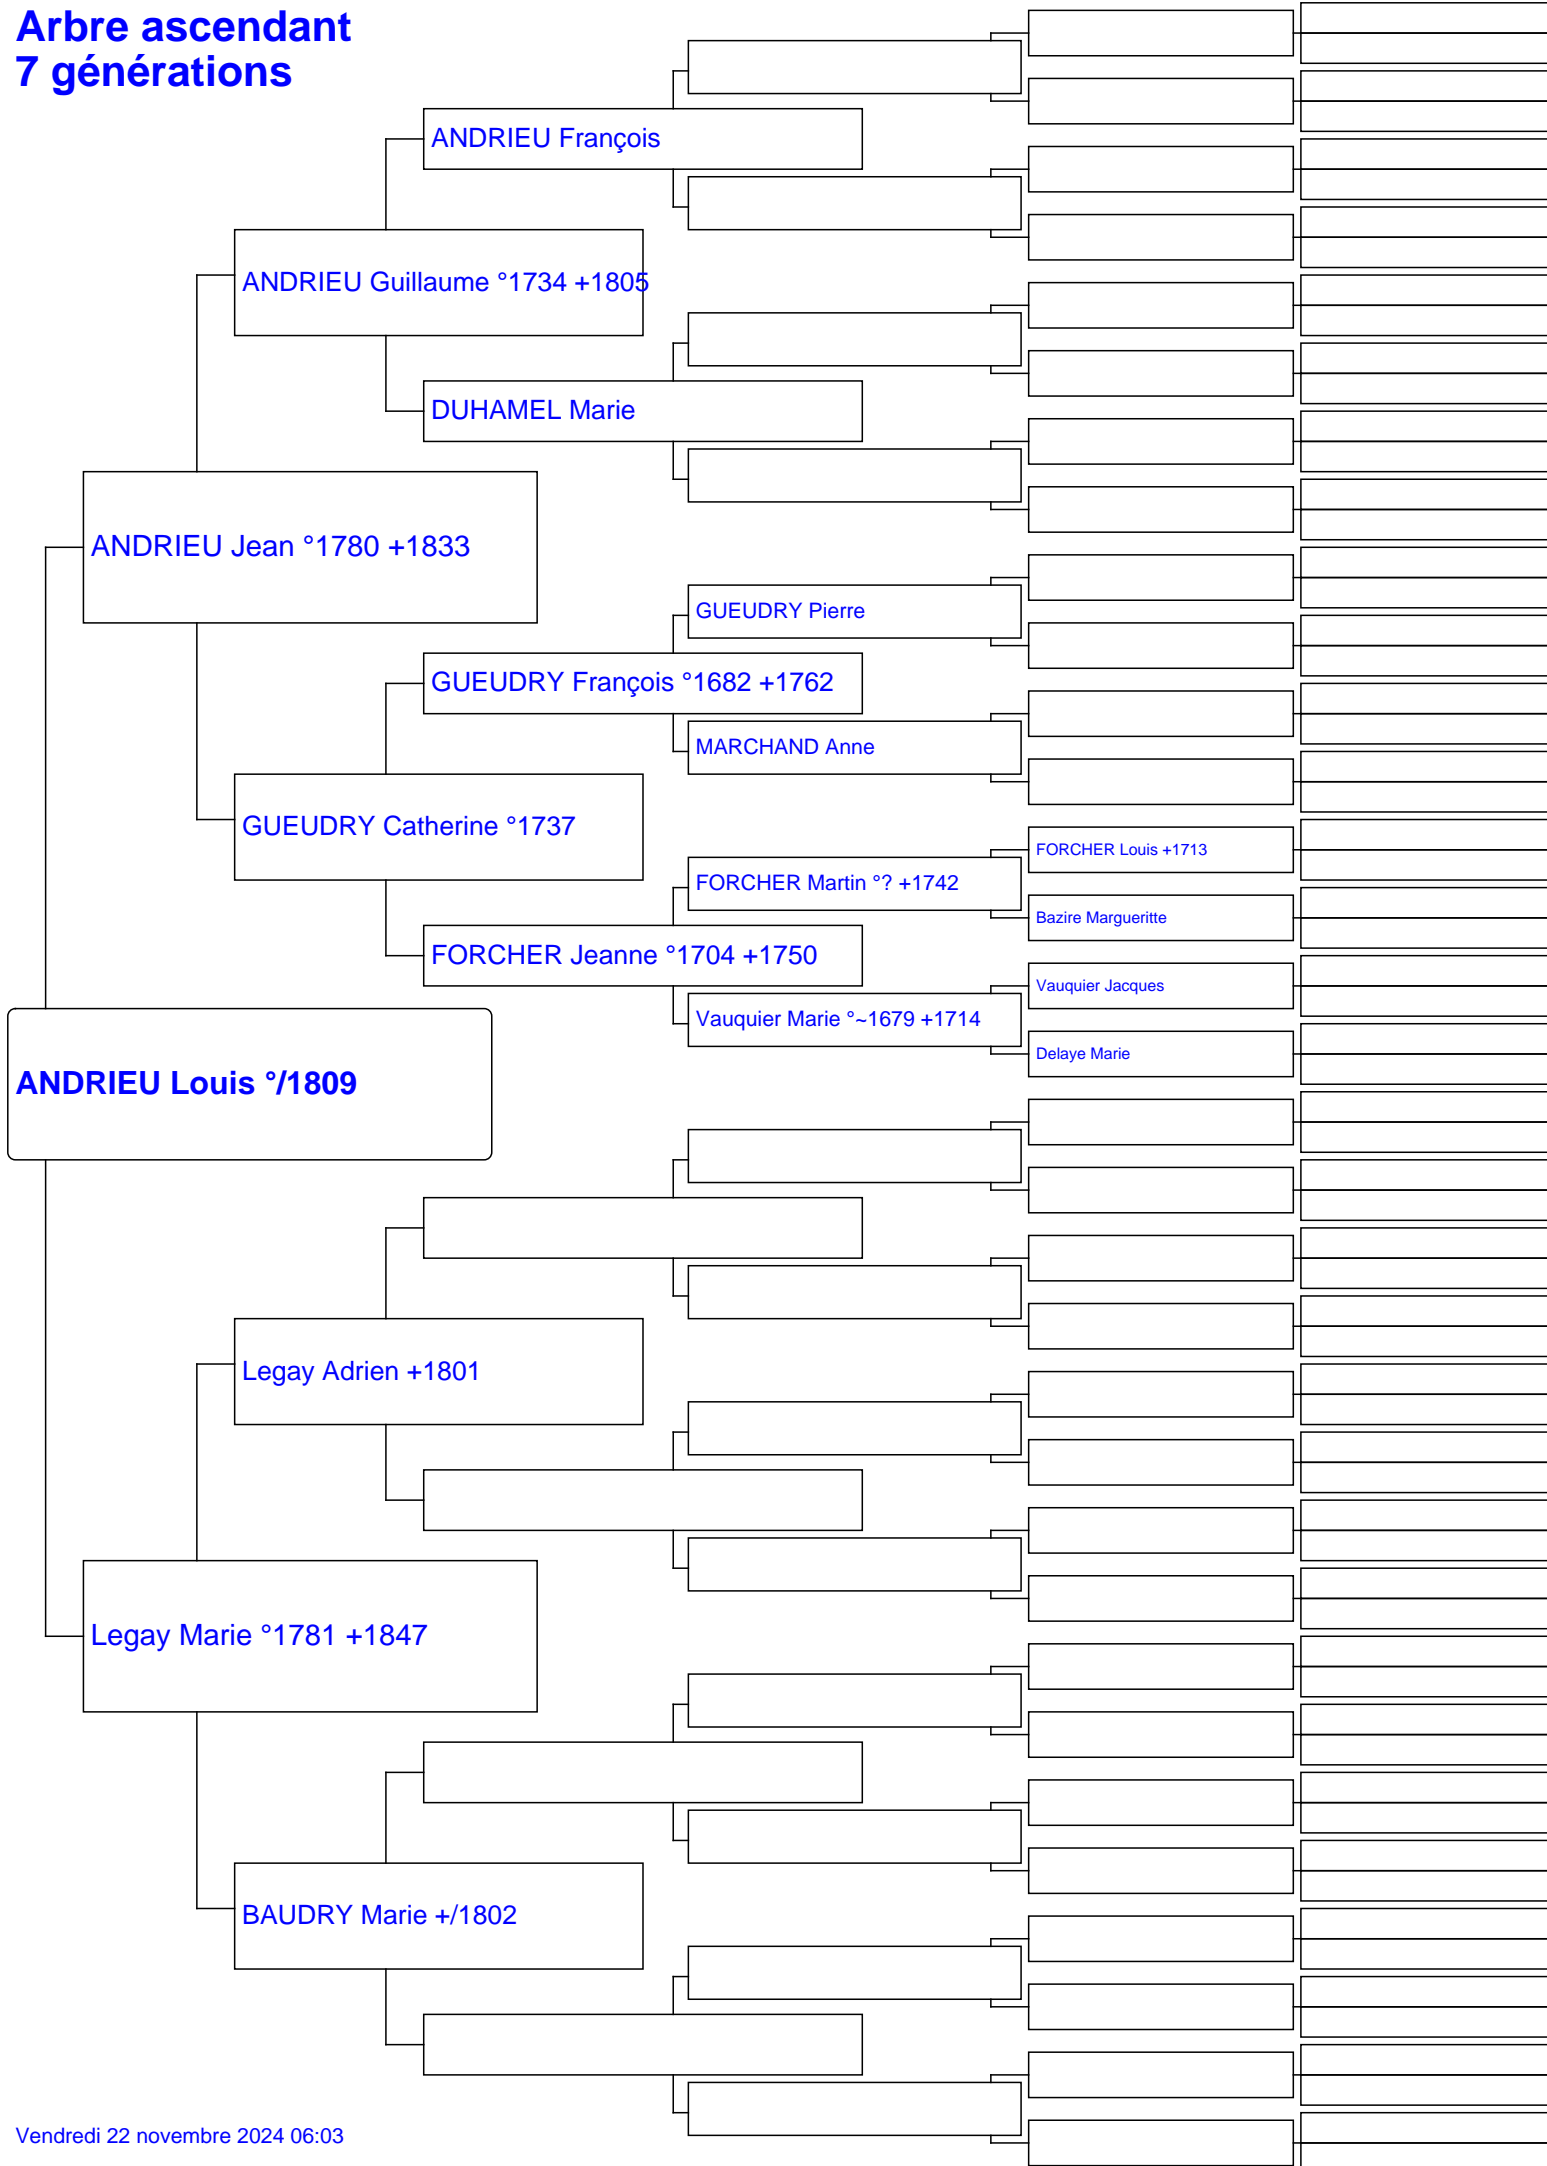 Arbre ascendant
7 générations
ANDRIEU François
ANDRIEU Guillaume °1734 +1805
DUHAMEL Marie
ANDRIEU Jean °1780 +1833
GUEUDRY Pierre
GUEUDRY François °1682 +1762
MARCHAND Anne
GUEUDRY Catherine °1737
FORCHER Louis +1713
FORCHER Martin °? +1742
Bazire Margueritte
FORCHER Jeanne °1704 +1750
Vauquier Jacques
Vauquier Marie °~1679 +1714
Delaye Marie
ANDRIEU Louis °/1809
Legay Adrien +1801
Legay Marie °1781 +1847
BAUDRY Marie +/1802
Vendredi 22 novembre 2024 06:03